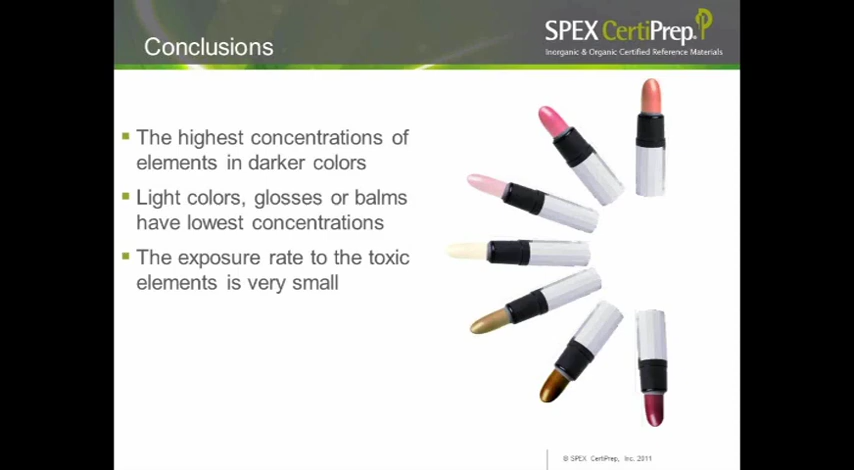 Conclusions
SPEX CertiPrep®
Inorganic & Organic Certified Reference Materials
▪ The highest concentrations of
elements in darker colors
▪ Light colors, glosses or balms
have lowest concentrations
▪ The exposure rate to the toxic
elements is very small
© SPEX CertiPrep, Inc. 2011